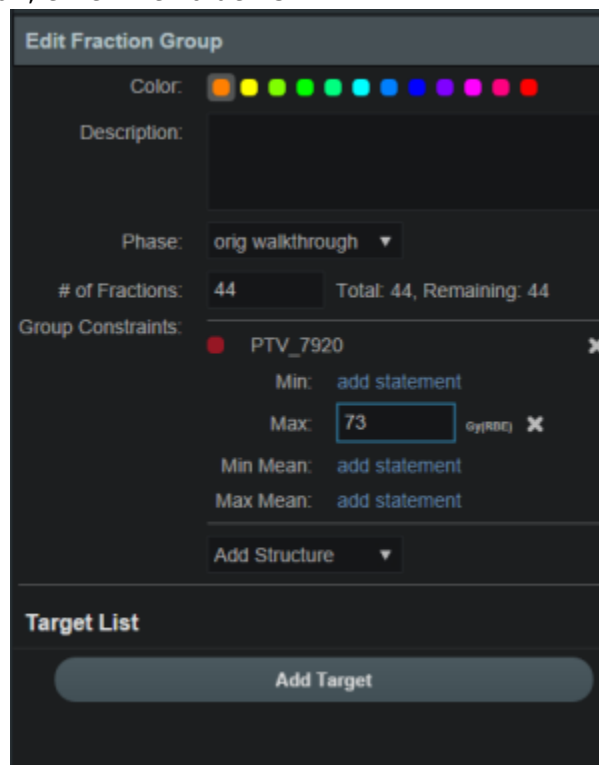 Edit Fraction Group
Color:
Description:
Phase: orig walkthrough
# of Fractions: 44 Total: 44, Remaining: 44
Group Constraints:
PTV_7920
Min: add statement
Max: 73 Gy(RBE)
Min Mean: add statement
Max Mean: add statement
Add Structure
Target List
Add Target